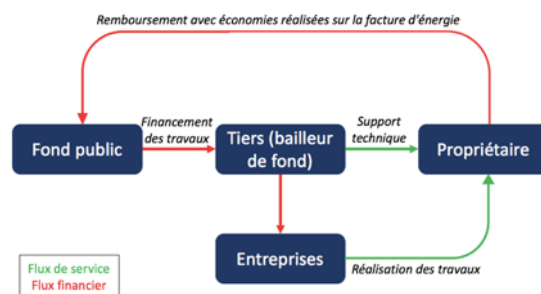 Remboursement avec économies réalisées sur la facture d'énergie
Financement
des travaux
Support
technique
Fond public
Tiers (bailleur
de fond)
Propriétaire
Entreprises
Réalisation des travaux
Flux de service
Flux financier